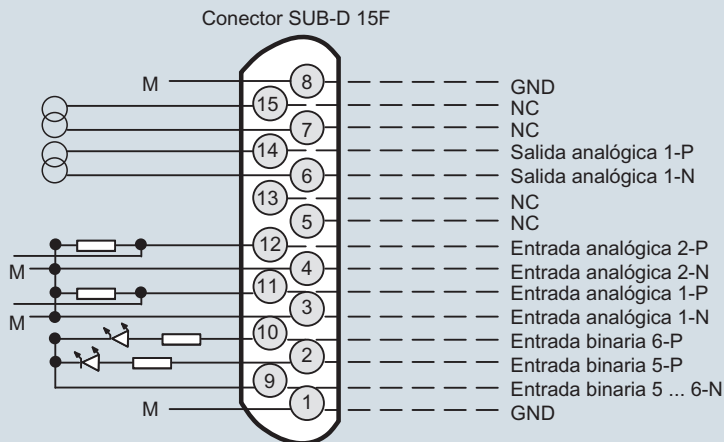 Conector SUB-D 15F
M 8 GND
15 NC
7 NC
14 Salida analógica 1-P
6 Salida analógica 1-N
13 NC
5 NC
12 Entrada analógica 2-P
M 4 Entrada analógica 2-N
11 Entrada analógica 1-P
M 3 Entrada analógica 1-N
10 Entrada binaria 6-P
2 Entrada binaria 5-P
9 Entrada binaria 5 ... 6-N
M 1 GND